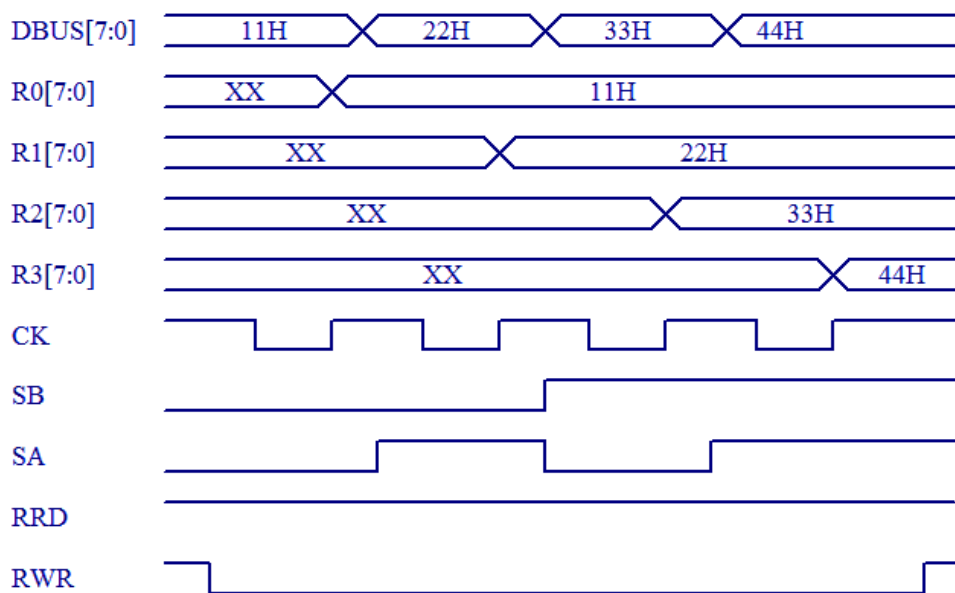 DBUS[7:0] 11H 22H 33H 44H
R0[7:0] XX 11H
R1[7:0] XX 22H
R2[7:0] XX 33H
R3[7:0] XX 44H
CK
SB
SA
RRD
RWR